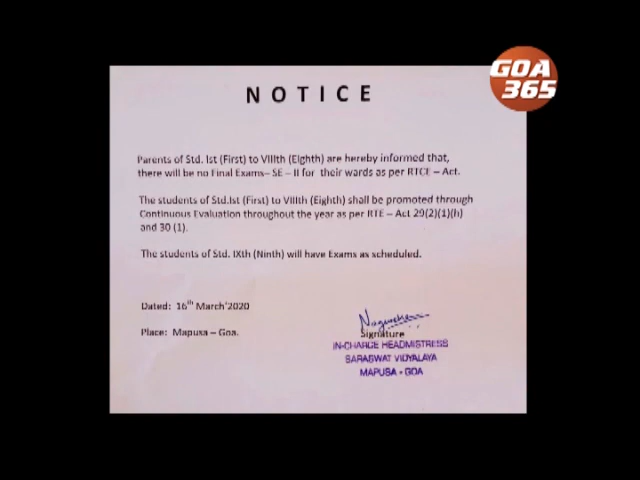 GOA
365
NOTICE
Parents of Std. Ist (First) to VIIIth (Eighth) are hereby informed that,
there will be no Final Exams– SE – II for their wards as per RTCE – Act.
The students of Std.Ist (First) to VIIIth (Eighth) shall be promoted through
Continuous Evaluation throughout the year as per RTE – Act 29(2)(1)(h)
and 30 (1).
The students of Std. IXth (Ninth) will have Exams as scheduled.
Dated: 16th March'2020
Place: Mapusa – Goa.
Signature
IN-CHARGE HEADMISTRESS
SARASWAT VIDYALAYA
MAPUSA - GOA